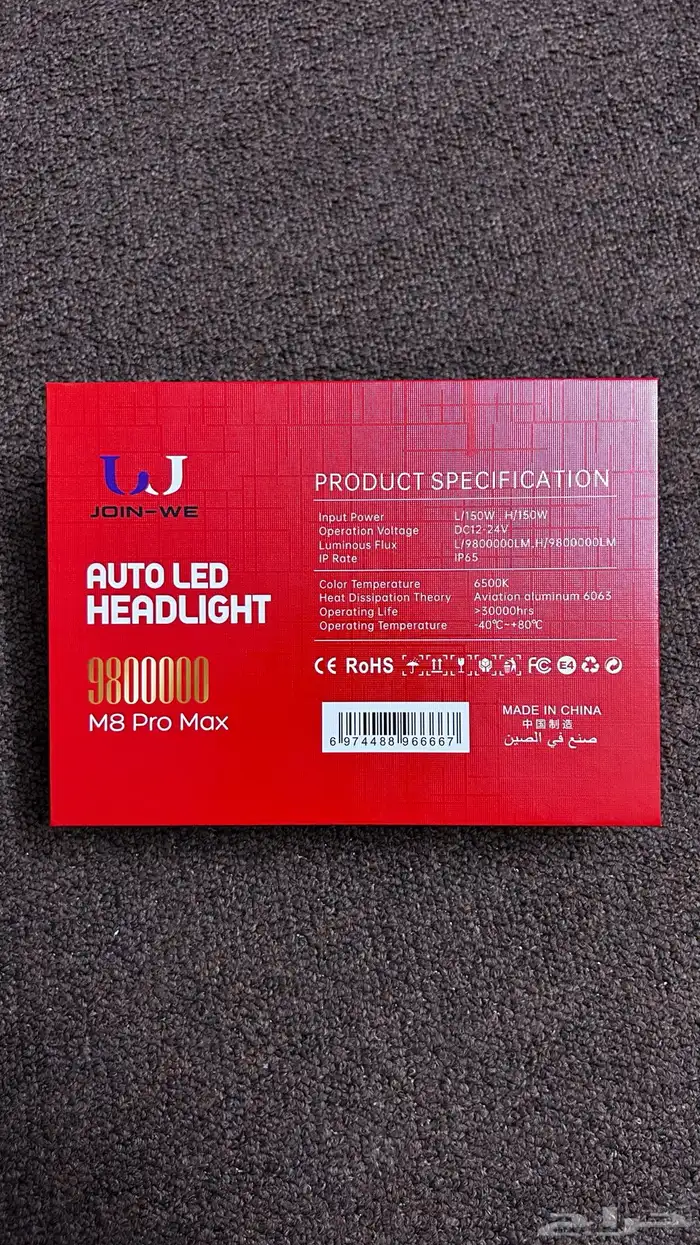 JOIN-WE
AUTO LED
HEADLIGHT
9800000
M8 Pro Max
PRODUCT SPECIFICATION
Input Power L/150W H/150W
Operation Voltage DC12-24V
Luminous Flux L/9800000LM.H/9800000LM
IP Rate IP65
Color Temperature 6500K
Heat Dissipation Theory Aviation aluminum 6063
Operating Life >30000hrs
Operating Temperature -40℃~+80℃
CE RoHS FC E4
6 974488 966667
MADE IN CHINA
中国制造
صنع في الصين
حراج